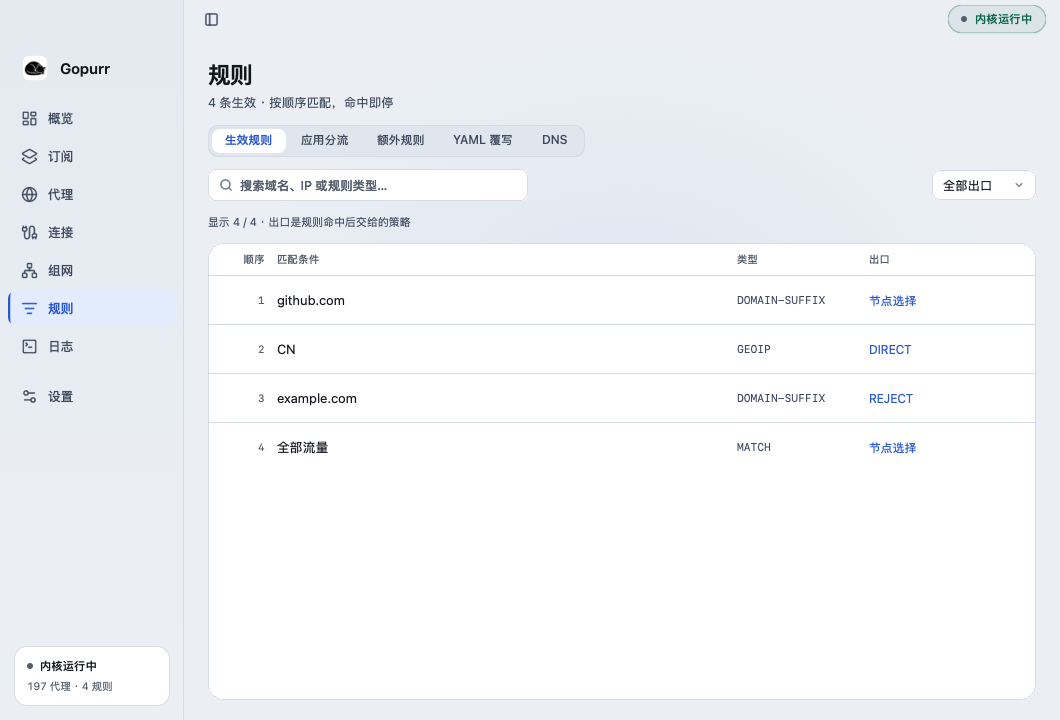 内核运行中
Gopurr
概览
订阅
代理
连接
组网
规则
日志
设置
内核运行中
197 代理 · 4 规则
规则
4 条生效 · 按顺序匹配，命中即停
生效规则 应用分流 额外规则 YAML 覆写 DNS
搜索域名、IP 或规则类型... 全部出口
显示 4 / 4 · 出口是规则命中后交给的策略
顺序 匹配条件 类型 出口
1 github.com DOMAIN-SUFFIX 节点选择
2 CN GEOIP DIRECT
3 example.com DOMAIN-SUFFIX REJECT
4 全部流量 MATCH 节点选择